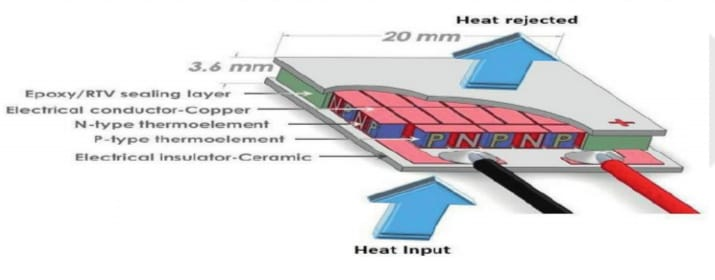 Heat rejected
20 mm
3.6 mm
Epoxy/RTV sealing layer
Electrical conductor-Copper
N-type thermoelement
P-type thermoelement
Electrical insulator-Ceramic
N P N P
P N P N P
+
Heat Input